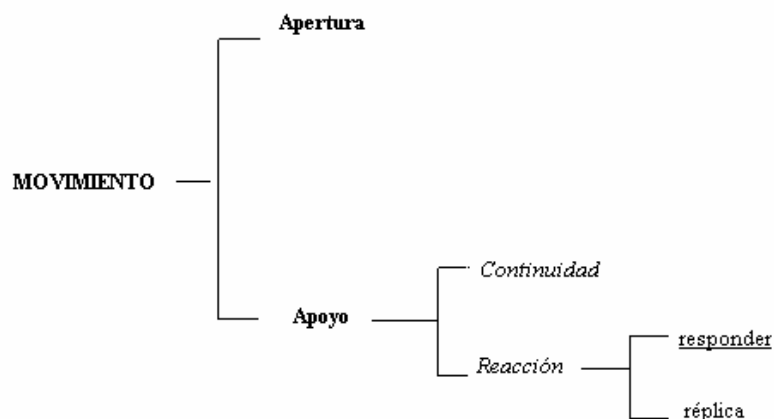 Apertura
MOVIMIENTO
Continuidad
Apoyo
responder
Reacción
réplica